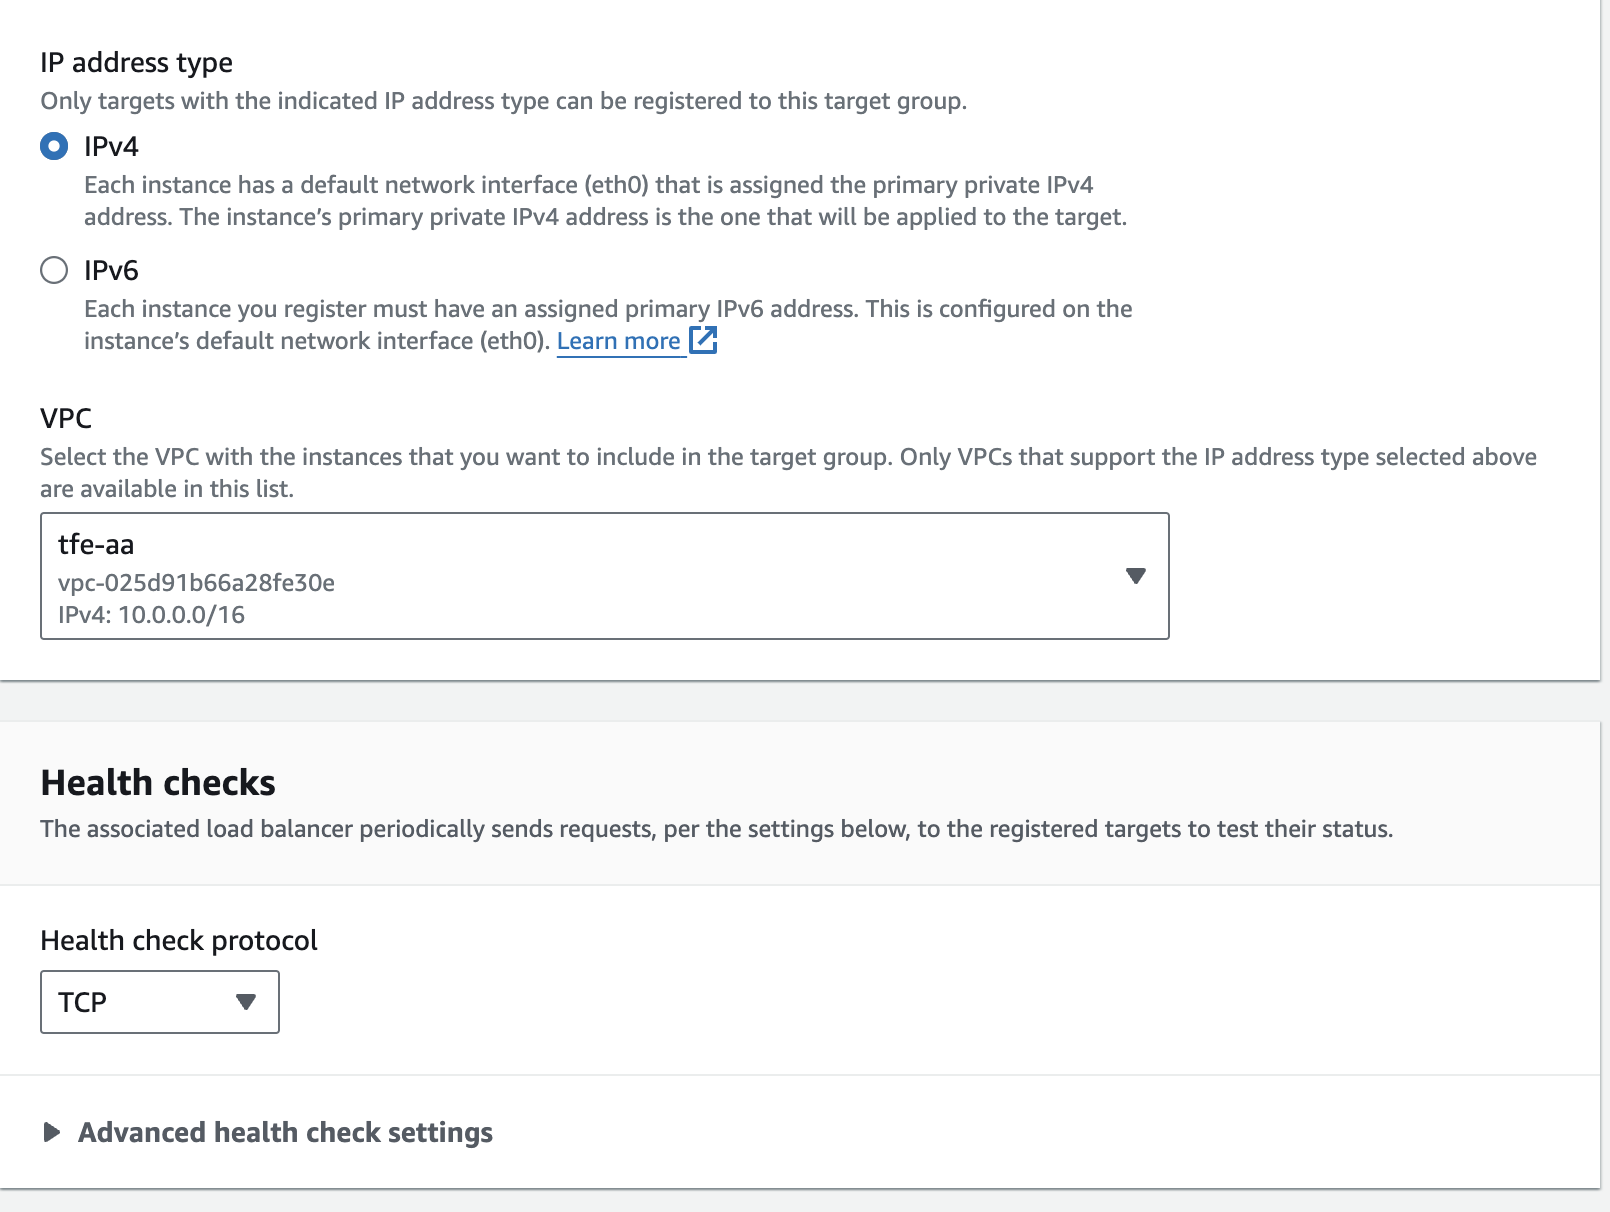 IP address type
Only targets with the indicated IP address type can be registered to this target group.
IPv4
Each instance has a default network interface (eth0) that is assigned the primary private IPv4
address. The instance’s primary private IPv4 address is the one that will be applied to the target.
IPv6
Each instance you register must have an assigned primary IPv6 address. This is configured on the
instance’s default network interface (eth0). Learn more
VPC
Select the VPC with the instances that you want to include in the target group. Only VPCs that support the IP address type selected above
are available in this list.
tfe-aa
vpc-025d91b66a28fe30e
IPv4: 10.0.0.0/16
Health checks
The associated load balancer periodically sends requests, per the settings below, to the registered targets to test their status.
Health check protocol
TCP
Advanced health check settings